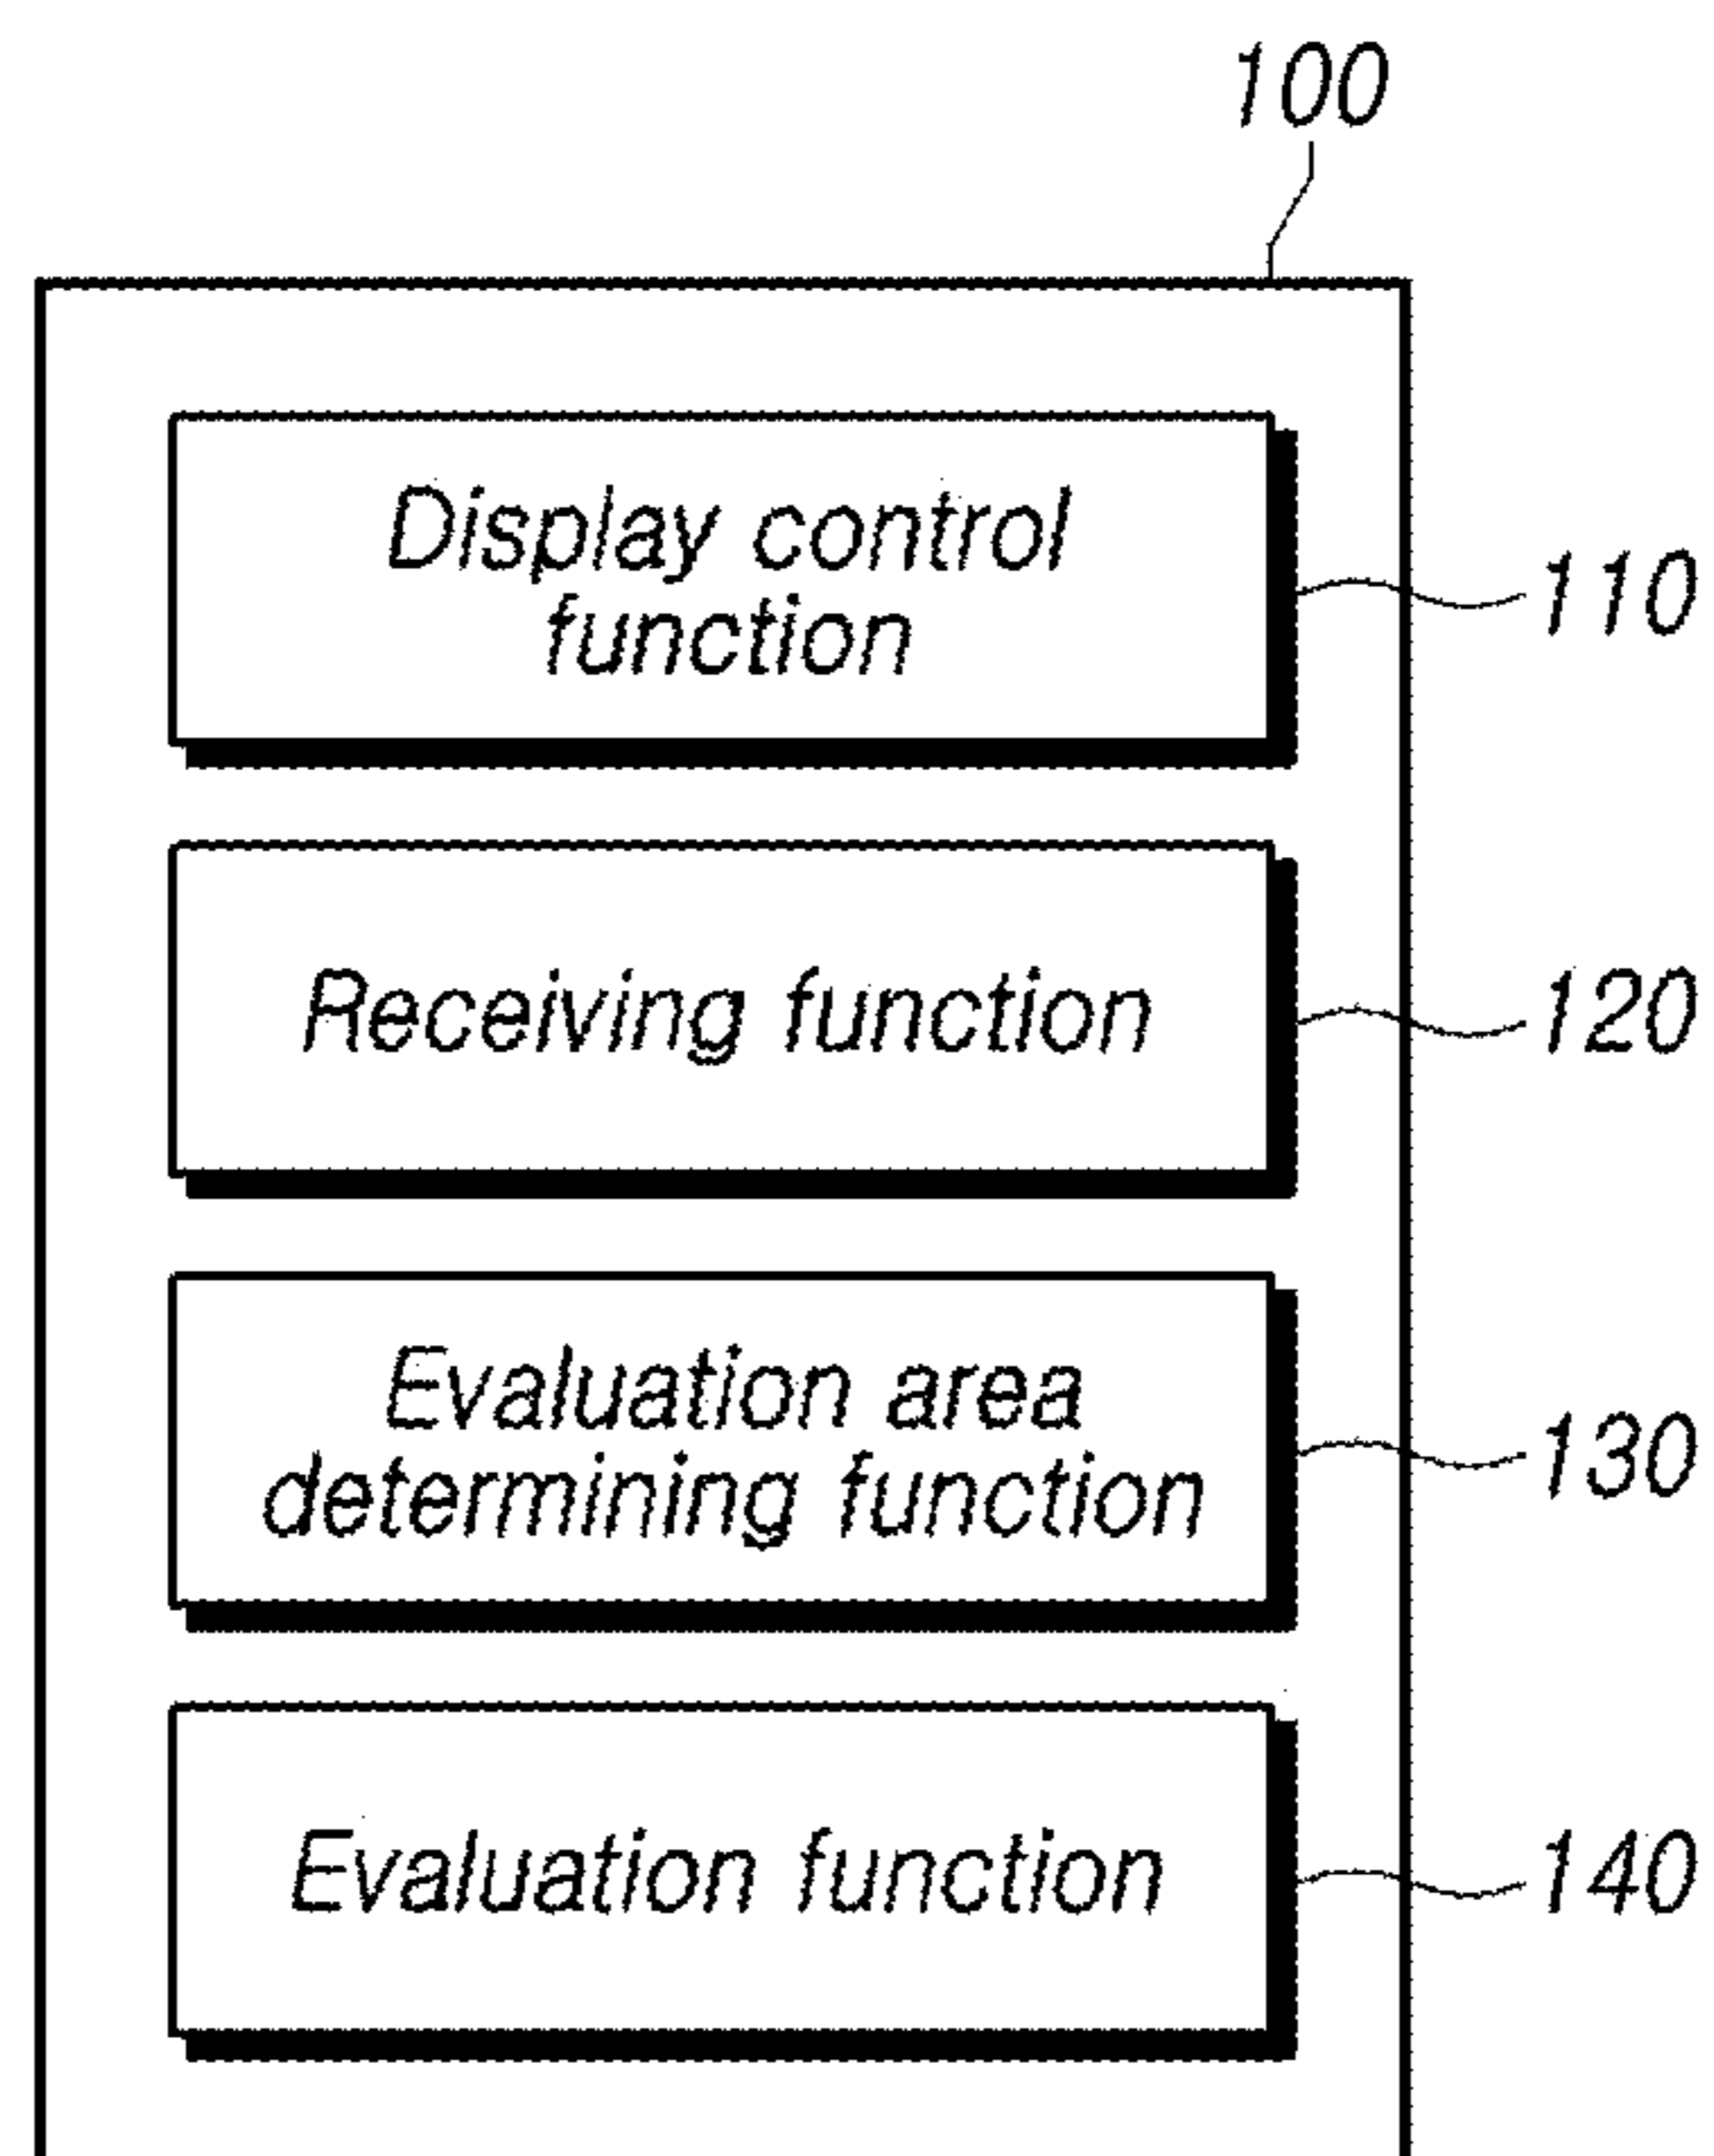 100
Display control
function
110
Receiving function
120
Evaluation area
determining function
130
Evaluation function
140